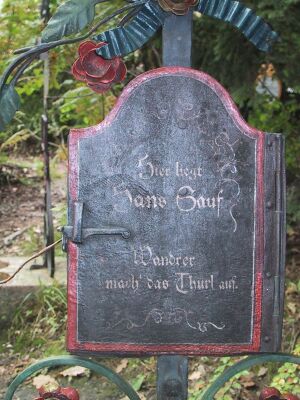 Hier liegt
Hans Sauf
Wandrer
mach' das Thürl auf.